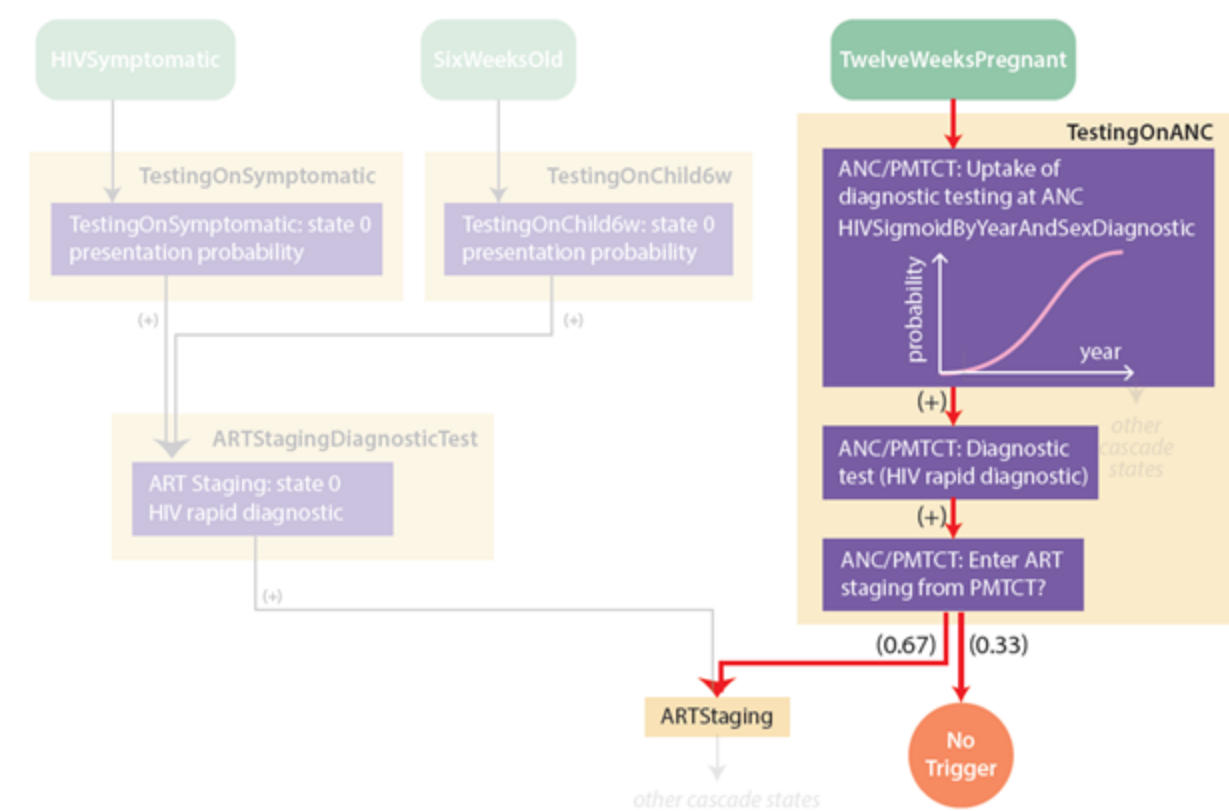 HIVSymptomatic
SixWeeksOld
TwelveWeeksPregnant
TestingOnSymptomatic
TestingOnSymptomatic: state 0
presentation probability
(+)
TestingOnChild6w
TestingOnChild6w: state 0
presentation probability
(+)
TestingOnANC
ANC/PMTCT: Uptake of
diagnostic testing at ANC
HIVSigmoidByYearAndSexDiagnostic
probability
year
(+)
other
cascade
states
ANC/PMTCT: Diagnostic
test (HIV rapid diagnostic)
(+)
ANC/PMTCT: Enter ART
staging from PMTCT?
(0.67)
(0.33)
ARTStagingDiagnosticTest
ART Staging: state 0
HIV rapid diagnostic
(+)
ARTStaging
No
Trigger
other cascade states